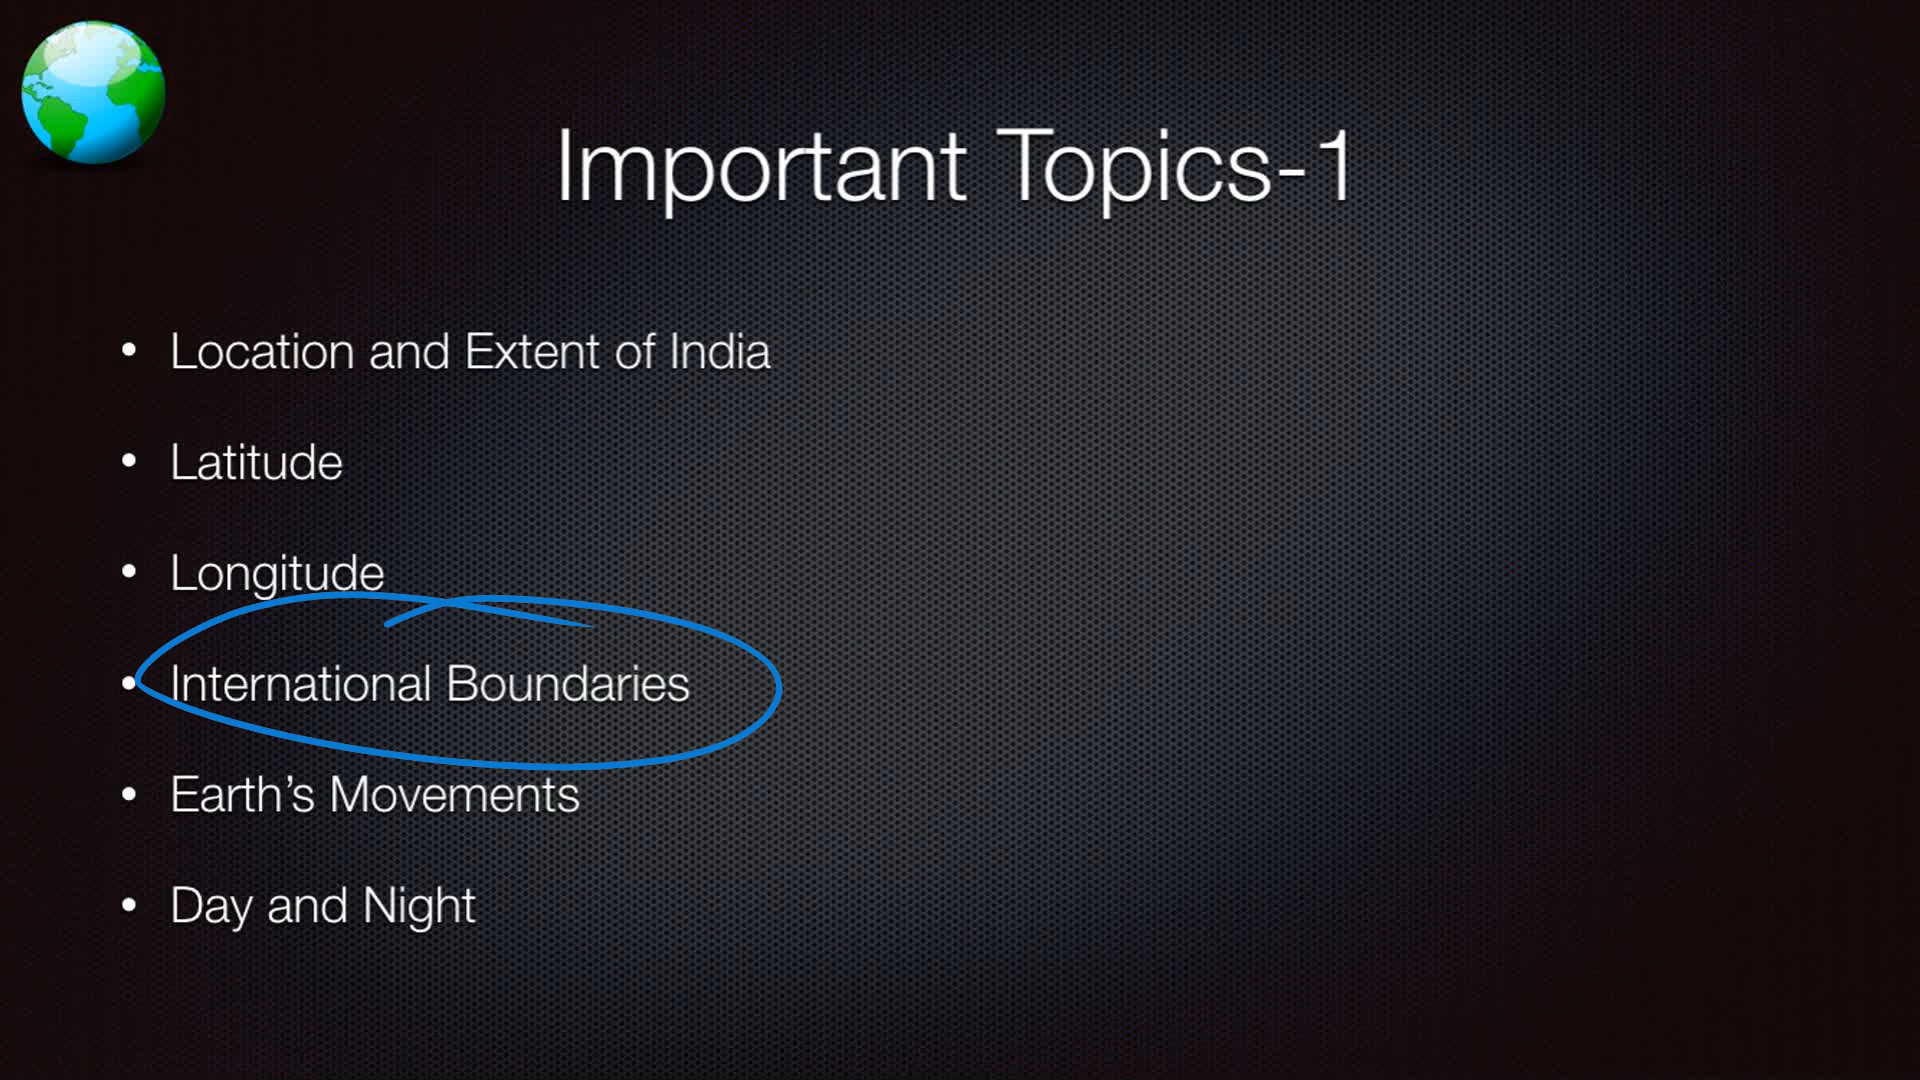 Important Topics-1
• Location and Extent of India
• Latitude
• Longitude
• International Boundaries
• Earth’s Movements
• Day and Night